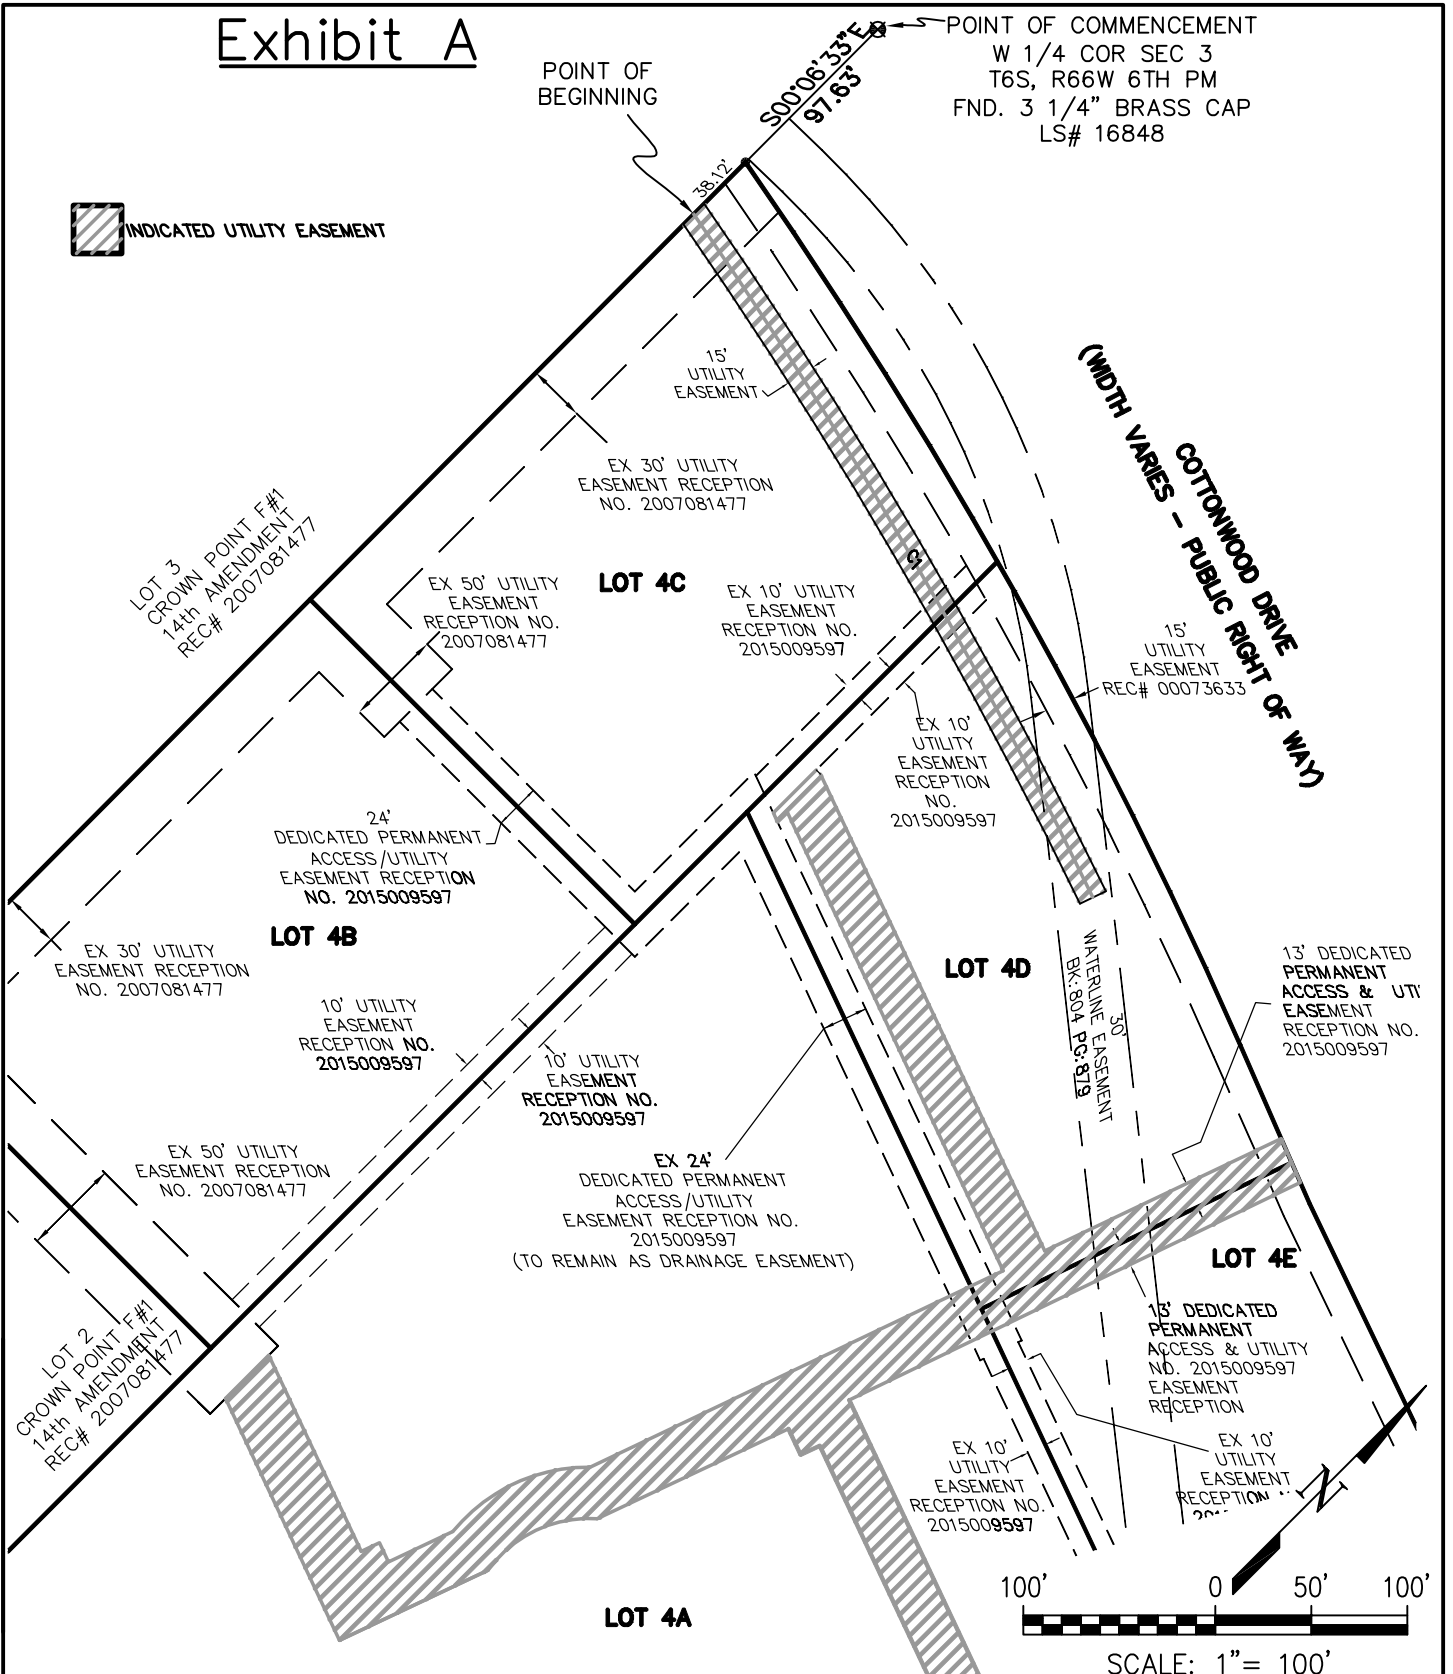 Exhibit A
POINT OF COMMENCEMENT
W 1/4 COR SEC 3
T6S, R66W 6TH PM
FND. 3 1/4" BRASS CAP
LS# 16848
S00°06'33"E
97.63'
POINT OF
BEGINNING
38.12'
INDICATED UTILITY EASEMENT
15'
UTILITY
EASEMENT
(WIDTH VARIES - PUBLIC RIGHT OF WAY)
COTTONWOOD DRIVE
EX 30' UTILITY
EASEMENT RECEPTION
NO. 2007081477
LOT 3
CROWN POINT F#1
14th AMENDMENT
REC# 2007081477
C1
LOT 4C
EX 50' UTILITY
EASEMENT
RECEPTION NO.
2007081477
EX 10' UTILITY
EASEMENT
RECEPTION NO.
2015009597
15'
UTILITY
EASEMENT
REC# 00073633
EX 10'
UTILITY
EASEMENT
RECEPTION
NO.
2015009597
24'
DEDICATED PERMANENT
ACCESS/UTILITY
EASEMENT RECEPTION
NO. 2015009597
LOT 4B
EX 30' UTILITY
EASEMENT RECEPTION
NO. 2007081477
LOT 4D
30'
WATERLINE EASEMENT
BK:804 PG:879
13' DEDICATED
PERMANENT
ACCESS & UTI
EASEMENT
RECEPTION NO.
2015009597
10' UTILITY
EASEMENT
RECEPTION NO.
2015009597
10' UTILITY
EASEMENT
RECEPTION NO.
2015009597
EX 50' UTILITY
EASEMENT RECEPTION
NO. 2007081477
EX 24'
DEDICATED PERMANENT
ACCESS/UTILITY
EASEMENT RECEPTION NO.
2015009597
(TO REMAIN AS DRAINAGE EASEMENT)
LOT 4E
LOT 2
CROWN POINT F#1
14th AMENDMENT
REC# 2007081477
13' DEDICATED
PERMANENT
ACCESS & UTILITY
NO. 2015009597
EASEMENT
RECEPTION
EX 10'
UTILITY
EASEMENT
RECEPTION NO.
2015009597
EX 10'
UTILITY
EASEMENT
RECEPTION
N
LOT 4A
100' 0 50' 100'
SCALE: 1"= 100'